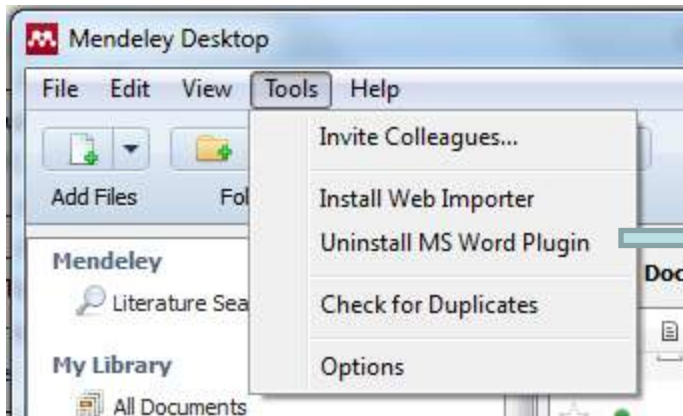 Mendeley Desktop
File Edit View Tools Help
Invite Colleagues...
Install Web Importer
Uninstall MS Word Plugin
Check for Duplicates
Options
Add Files
Mendeley
My Library
All Documents